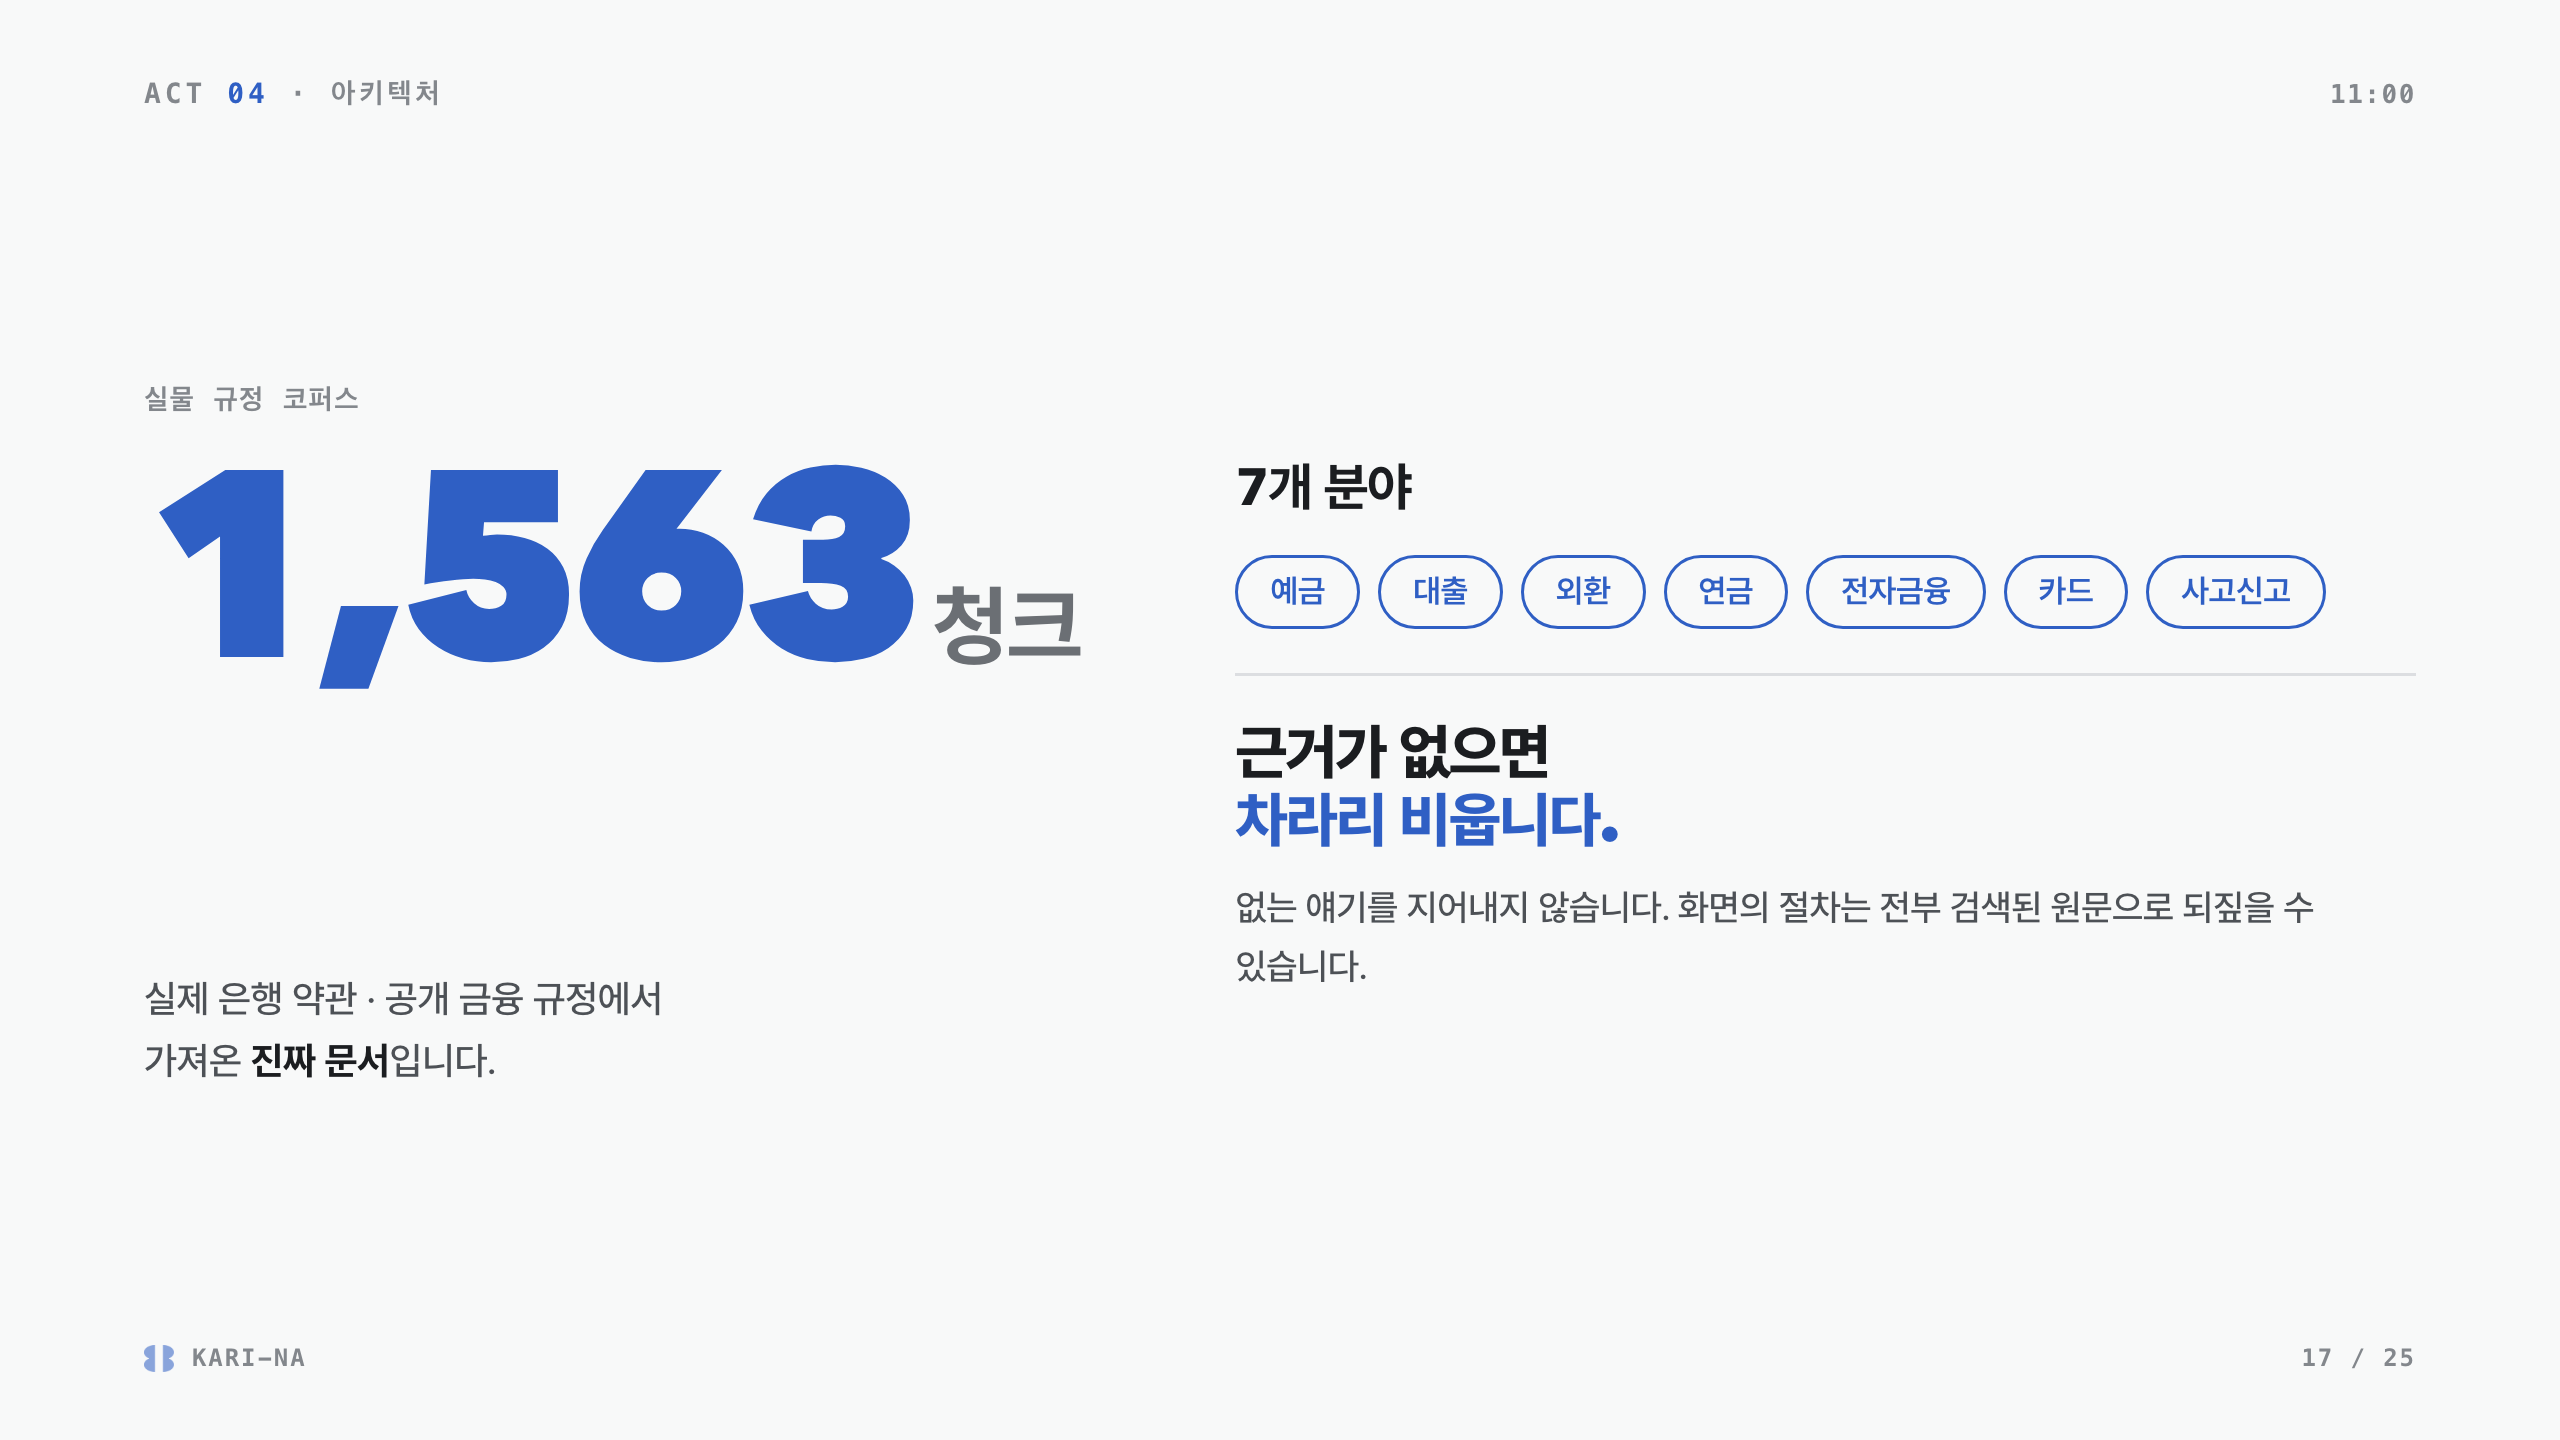 ACT 04 · 아키텍처
11:00
실물 규정 코퍼스
1,563 청크
실제 은행 약관 · 공개 금융 규정에서
가져온 진짜 문서입니다.
7개 분야
예금 대출 외환 연금 전자금융 카드 사고신고
근거가 없으면
차라리 비웁니다.
없는 얘기를 지어내지 않습니다. 화면의 절차는 전부 검색된 원문으로 되짚을 수
있습니다.
KARI-NA
17 / 25